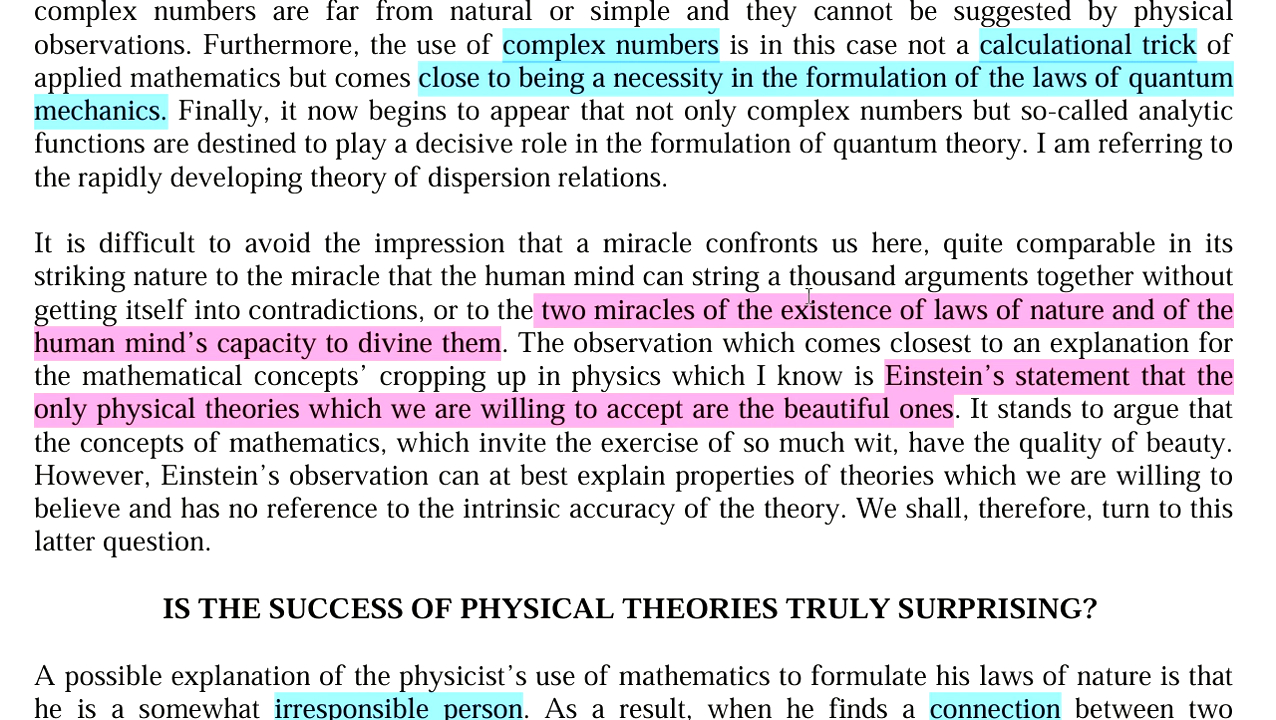 complex numbers are far from natural or simple and they cannot be suggested by physical
observations. Furthermore, the use of complex numbers is in this case not a calculational trick of
applied mathematics but comes close to being a necessity in the formulation of the laws of quantum
mechanics. Finally, it now begins to appear that not only complex numbers but so-called analytic
functions are destined to play a decisive role in the formulation of quantum theory. I am referring to
the rapidly developing theory of dispersion relations.
It is difficult to avoid the impression that a miracle confronts us here, quite comparable in its
striking nature to the miracle that the human mind can string a thousand arguments together without
getting itself into contradictions, or to the two miracles of the existence of laws of nature and of the
human mind’s capacity to divine them. The observation which comes closest to an explanation for
the mathematical concepts’ cropping up in physics which I know is Einstein’s statement that the
only physical theories which we are willing to accept are the beautiful ones. It stands to argue that
the concepts of mathematics, which invite the exercise of so much wit, have the quality of beauty.
However, Einstein’s observation can at best explain properties of theories which we are willing to
believe and has no reference to the intrinsic accuracy of the theory. We shall, therefore, turn to this
latter question.
IS THE SUCCESS OF PHYSICAL THEORIES TRULY SURPRISING?
A possible explanation of the physicist’s use of mathematics to formulate his laws of nature is that
he is a somewhat irresponsible person. As a result, when he finds a connection between two